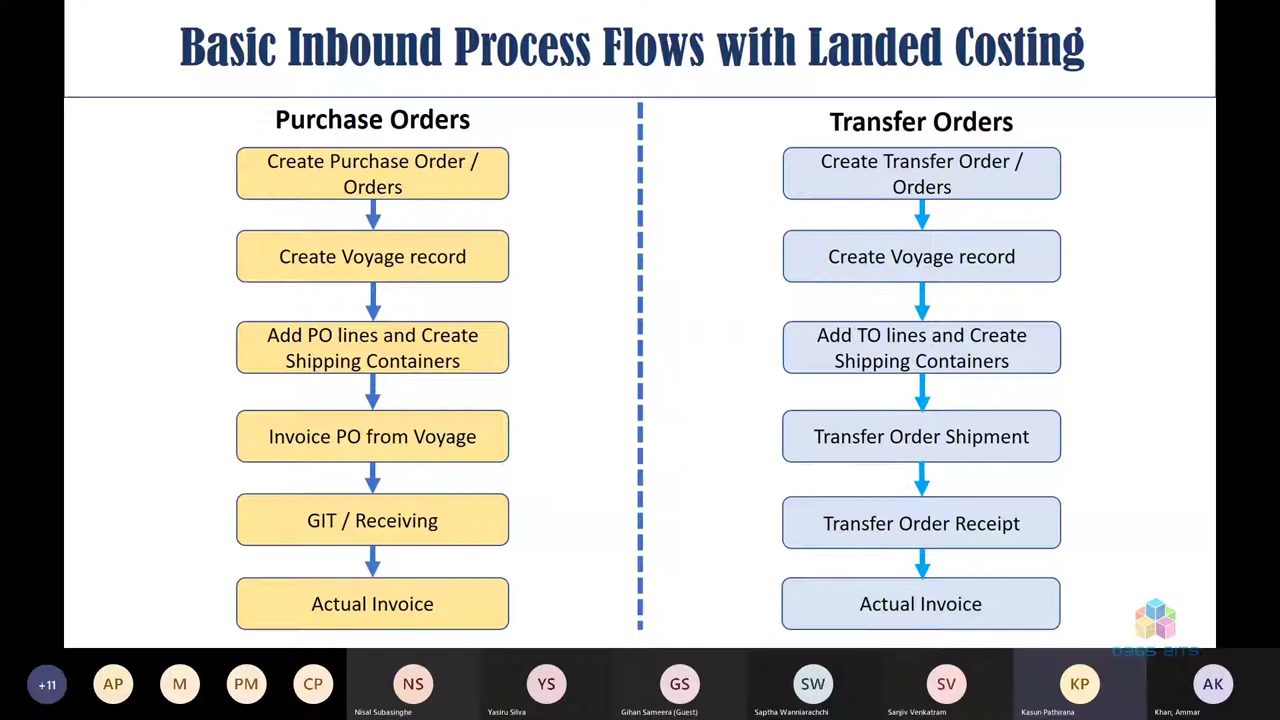 Basic Inbound Process Flows with Landed Costing
Purchase Orders
Create Purchase Order /
Orders
Create Voyage record
Add PO lines and Create
Shipping Containers
Invoice PO from Voyage
GIT / Receiving
Actual Invoice
Transfer Orders
Create Transfer Order /
Orders
Create Voyage record
Add TO lines and Create
Shipping Containers
Transfer Order Shipment
Transfer Order Receipt
Actual Invoice
D365 BITS
+11
AP
M
PM
CP
NS
Nisal Subasinghe
YS
Yasiru Silva
GS
Gihan Sameera (Guest)
SW
Saptha Wanniarachchi
SV
Sanjiv Venkatram
KP
Kasun Pathirana
AK
Khan, Ammar